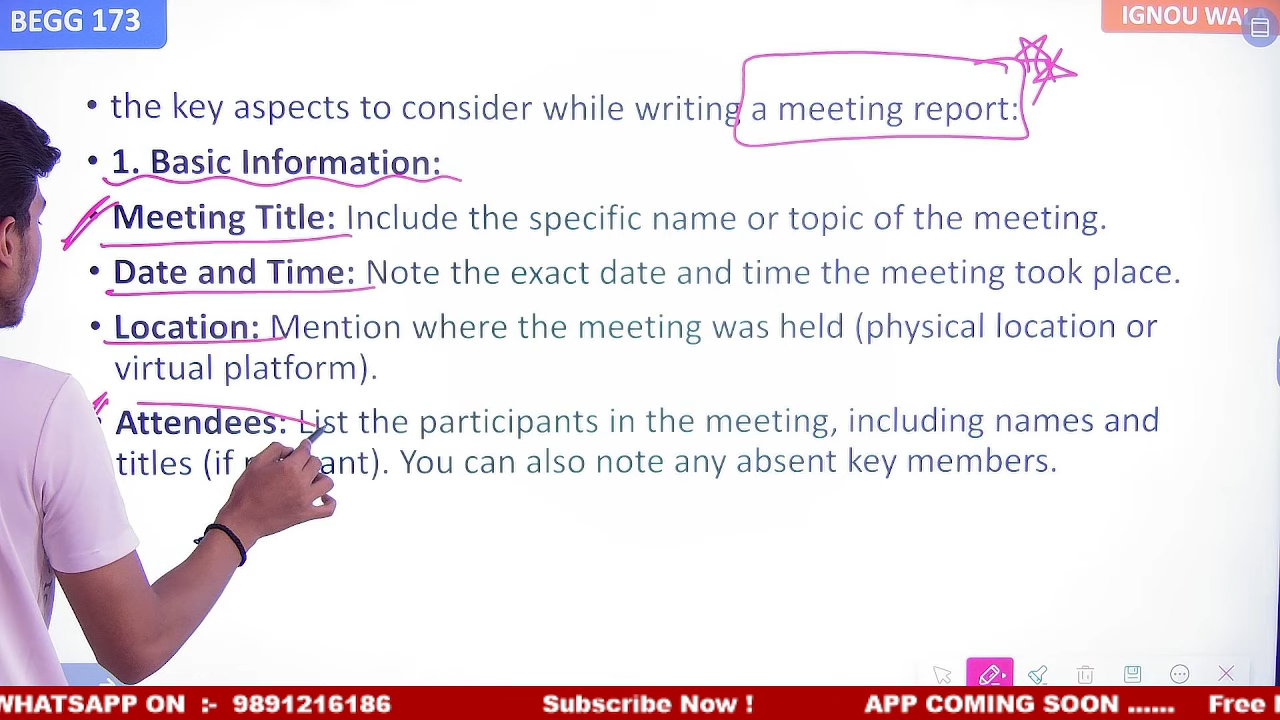 BEGG 173
IGNOU
• the key aspects to consider while writing a meeting report:
• 1. Basic Information:
Meeting Title: Include the specific name or topic of the meeting.
• Date and Time: Note the exact date and time the meeting took place.
• Location: Mention where the meeting was held (physical location or
virtual platform).
Attendees: List the participants in the meeting, including names and
titles (if You can also note any absent key members.
WHATSAPP ON :- 9891216186 Subscribe Now ! APP COMING SOON ...... Free